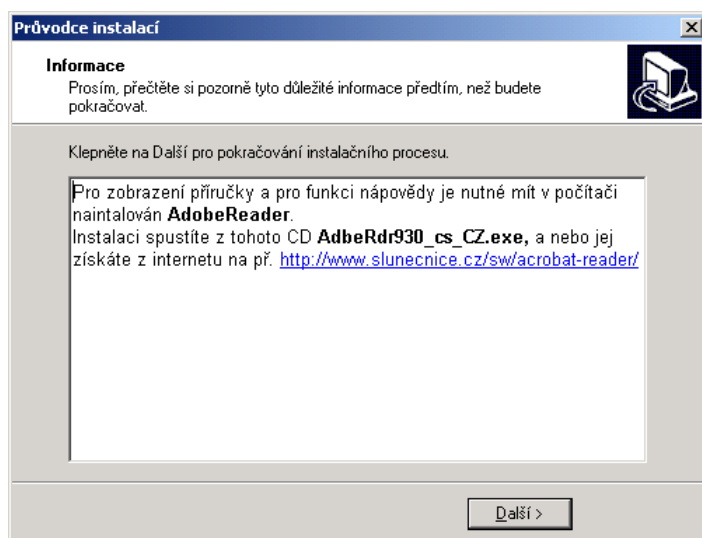 Průvodce instalací
Informace
Prosím, přečtěte si pozorně tyto důležité informace předtím, než budete
pokračovat.
Klepněte na Další pro pokračování instalačního procesu.
Pro zobrazení příručky a pro funkci nápovědy je nutné mít v počítači
naintalován AdobeReader.
Instalaci spustíte z tohoto CD AdbeRdr930_cs_CZ.exe, a nebo jej
získáte z internetu na př. http://www.slunecnice.cz/sw/acrobat-reader/
Další >